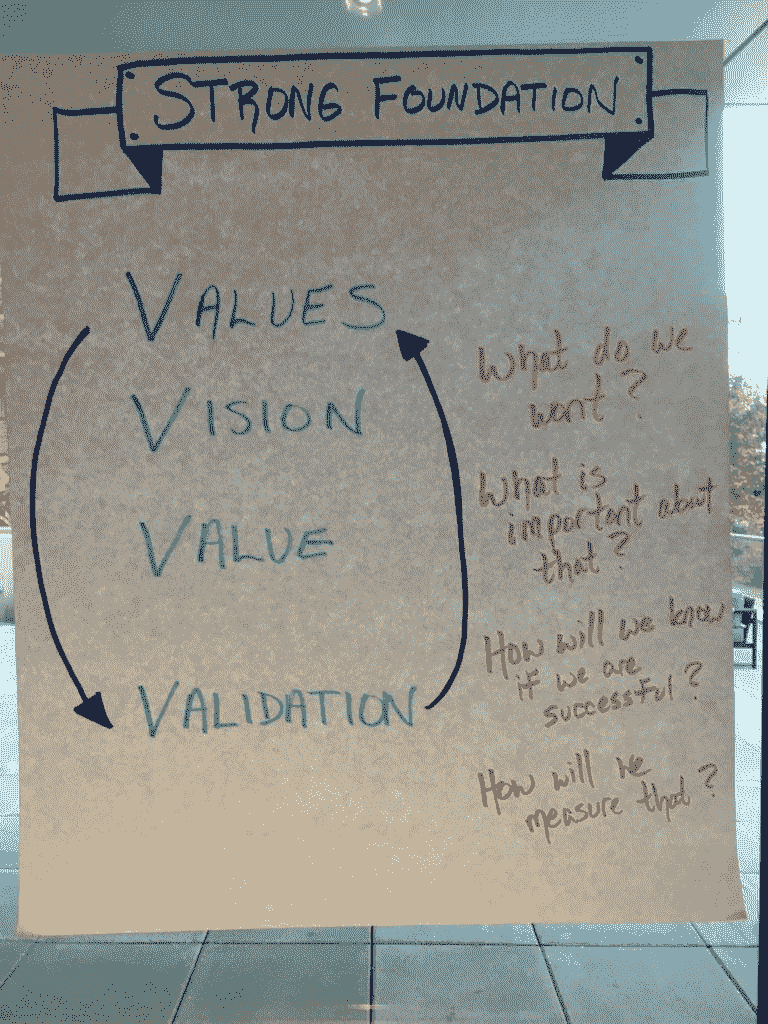 STRONG FOUNDATION
VALUES
VISION
VALUE
VALIDATION
What do we
want?
What is
important about
that?
How will we know
if we are
successful?
How will we
measure that?